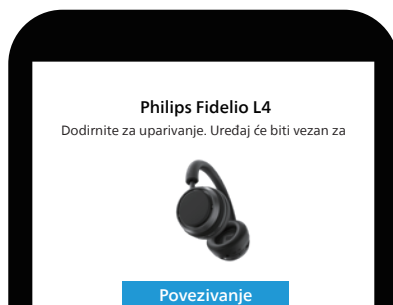 Philips Fidelio L4
Dodirnite za uparivanje. Uređaj će biti vezan za
Povezivanje